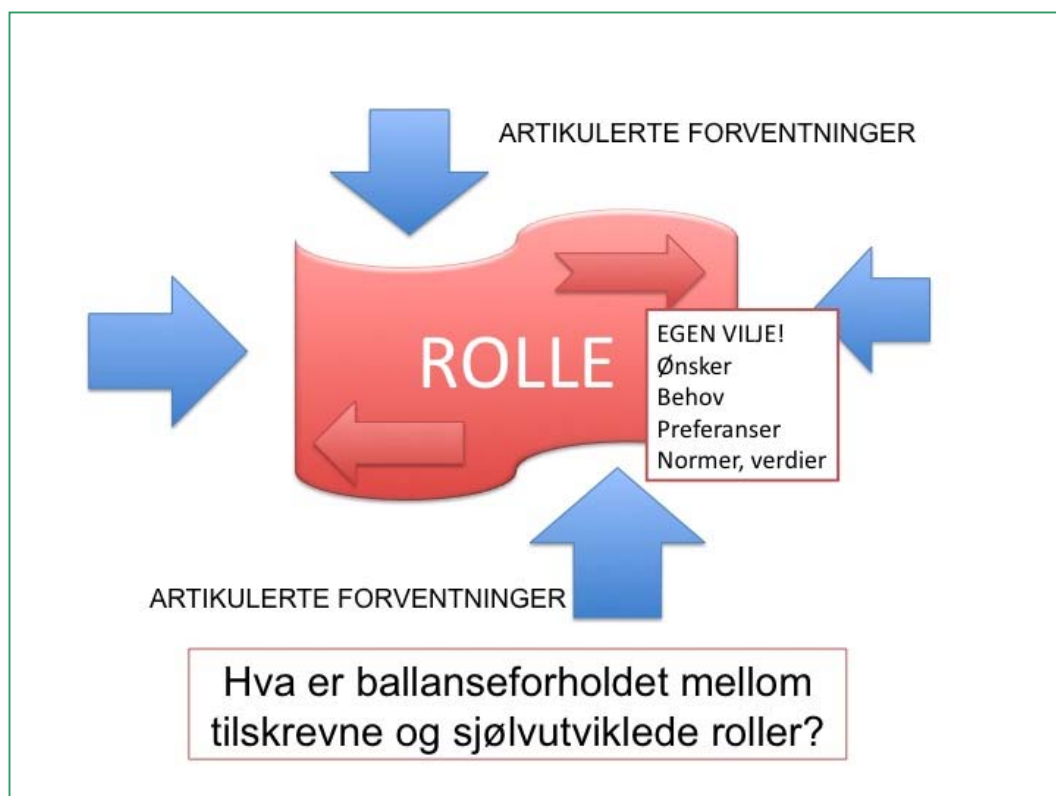 ARTIKULERTE FORVENTNINGER
ROLLE
EGEN VILJE!
Ønsker
Behov
Preferanser
Normer, verdier
ARTIKULERTE FORVENTNINGER
Hva er ballanseforholdet mellom
tilskrevne og sjølvutviklede roller?